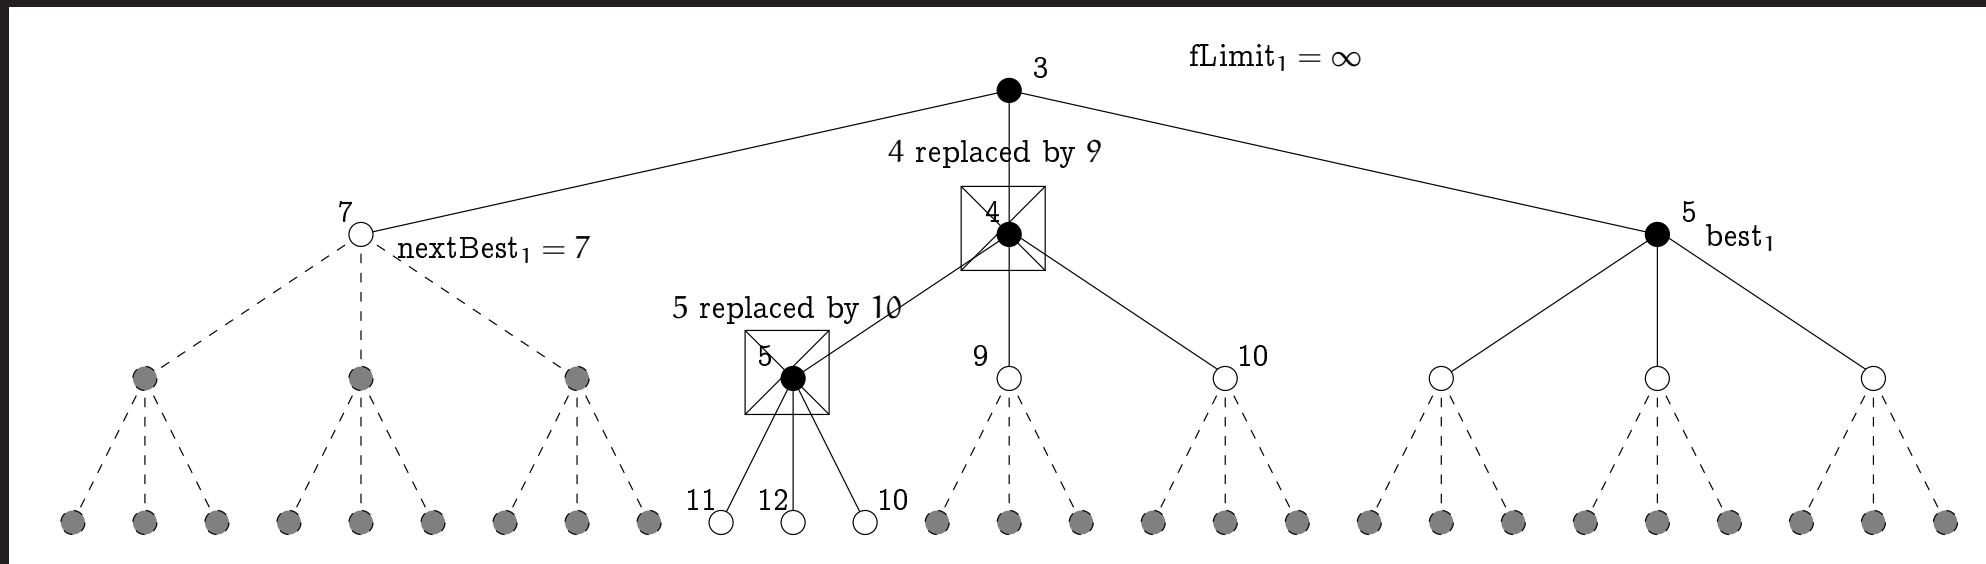 fLimit₁ = ∞
3
4 replaced by 9
7
4
5
best₁
nextBest₁ = 7
5 replaced by 10
5
9
10
11
12
10